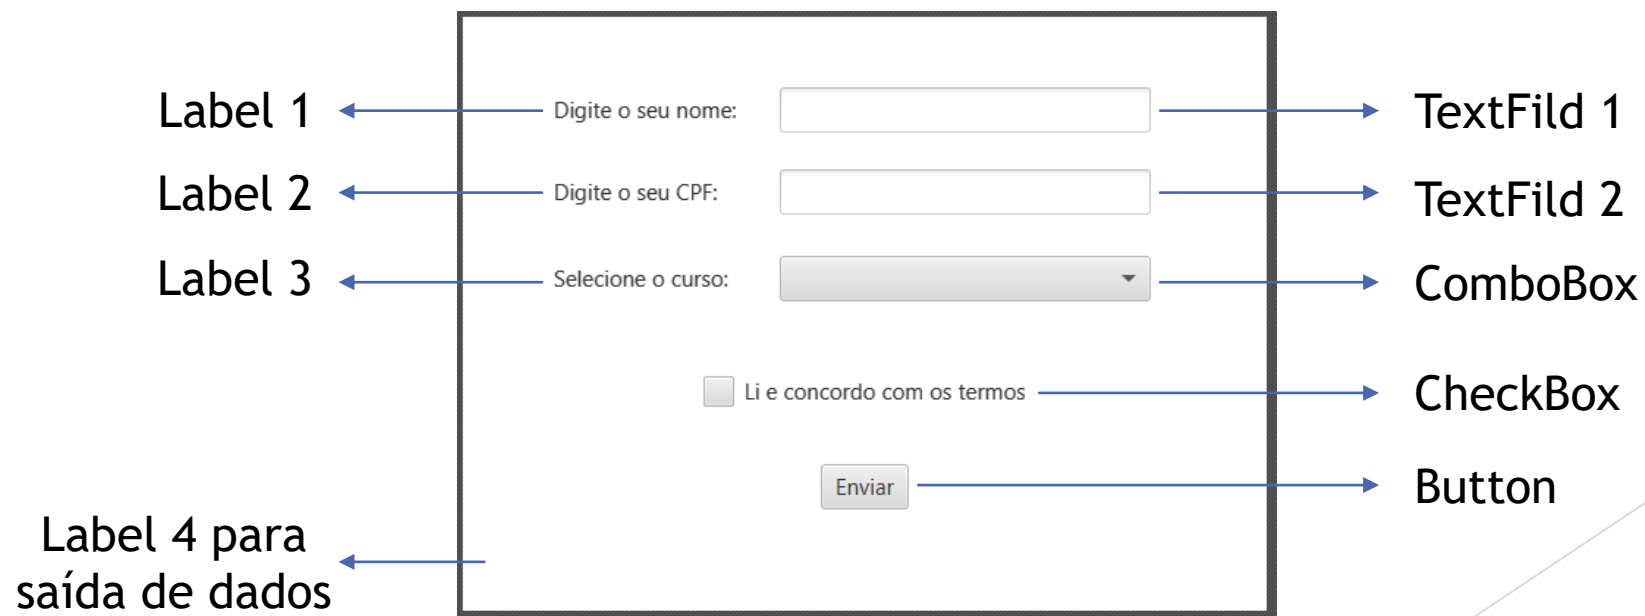 Label 1
Digite o seu nome:
TextFild 1
Label 2
Digite o seu CPF:
TextFild 2
Label 3
Selecione o curso:
ComboBox
Li e concordo com os termos
CheckBox
Enviar
Button
Label 4 para
saída de dados